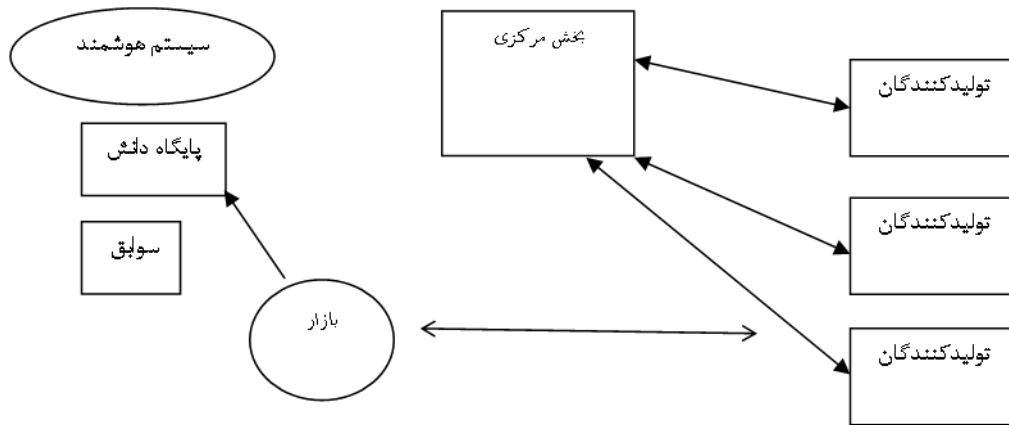 بخش مرکزی
سیستم هوشمند
تولیدکنندگان
پایگاه دانش
تولیدکنندگان
سوابق
بازار
تولیدکنندگان